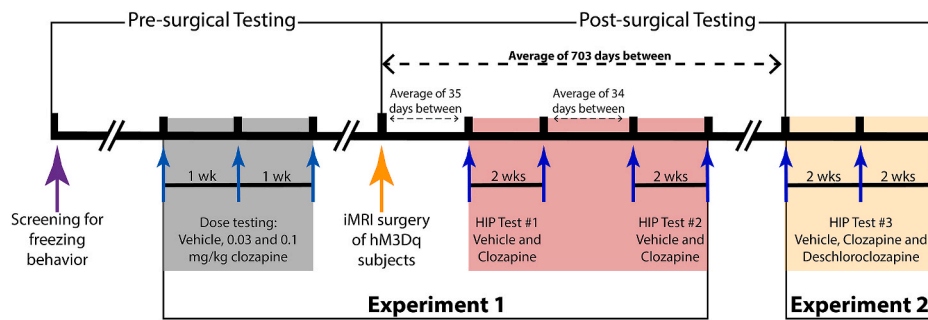 Pre-surgical Testing
Post-surgical Testing
Average of 703 days between
Average of 35
days between
Average of 34
days between
1 wk
1 wk
2 wks
2 wks
2 wks
2 wks
Screening for
freezing
behavior
Dose testing:
Vehicle, 0.03 and 0.1
mg/kg clozapine
iMRI surgery
of hM3Dq
subjects
HIP Test #1
Vehicle and
Clozapine
HIP Test #2
Vehicle and
Clozapine
HIP Test #3
Vehicle, Clozapine and
Deschloroclozapine
Experiment 1
Experiment 2